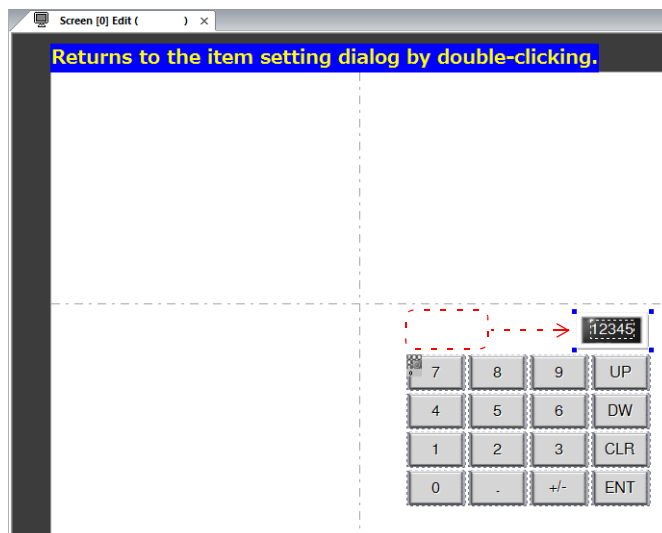 Screen [0] Edit ( )
Returns to the item setting dialog by double-clicking.
12345
7 8 9 UP
4 5 6 DW
1 2 3 CLR
0 . +/- ENT